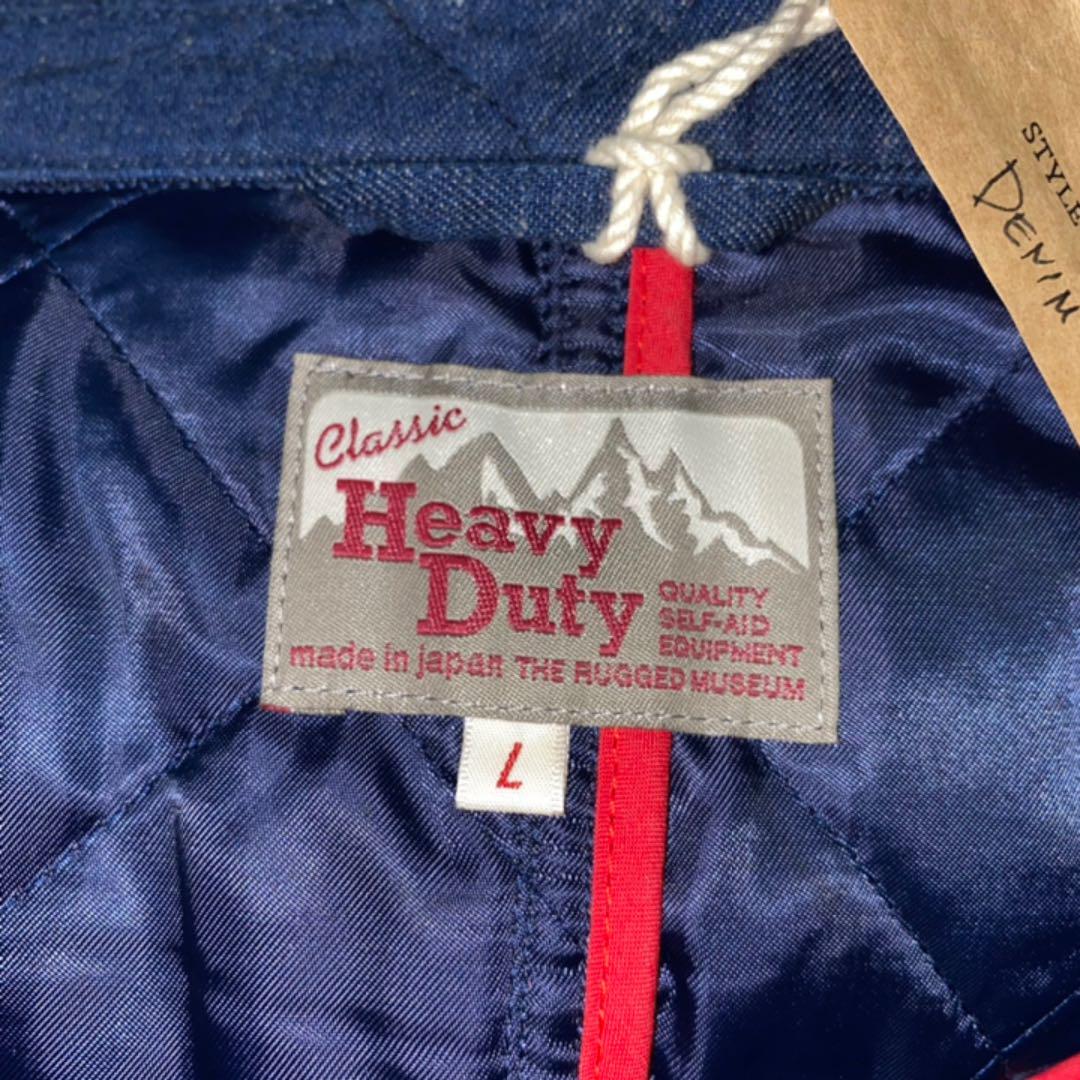 STYLE
DENIM
Classic
Heavy
Duty
QUALITY
SELF-AID
EQUIPMENT
made in japan THE RUGGED MUSEUM
L